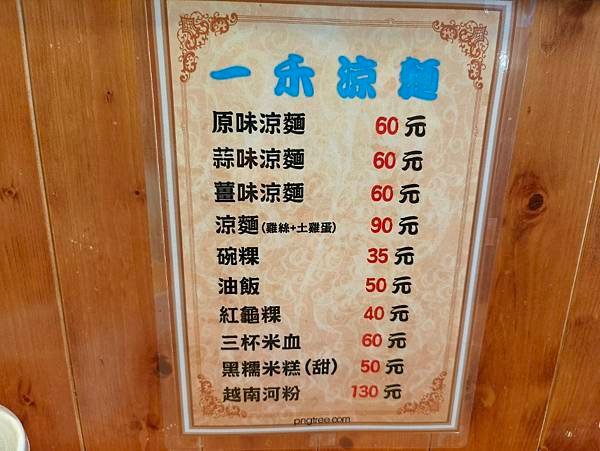 一禾涼麵
原味涼麵 60元
蒜味涼麵 60元
薑味涼麵 60元
涼麵(雞絲+土雞蛋) 90元
碗粿 35元
油飯 50元
紅龜粿 40元
三杯米血 60元
黑糯米糕(甜) 50元
越南河粉 130元
pngtree.com